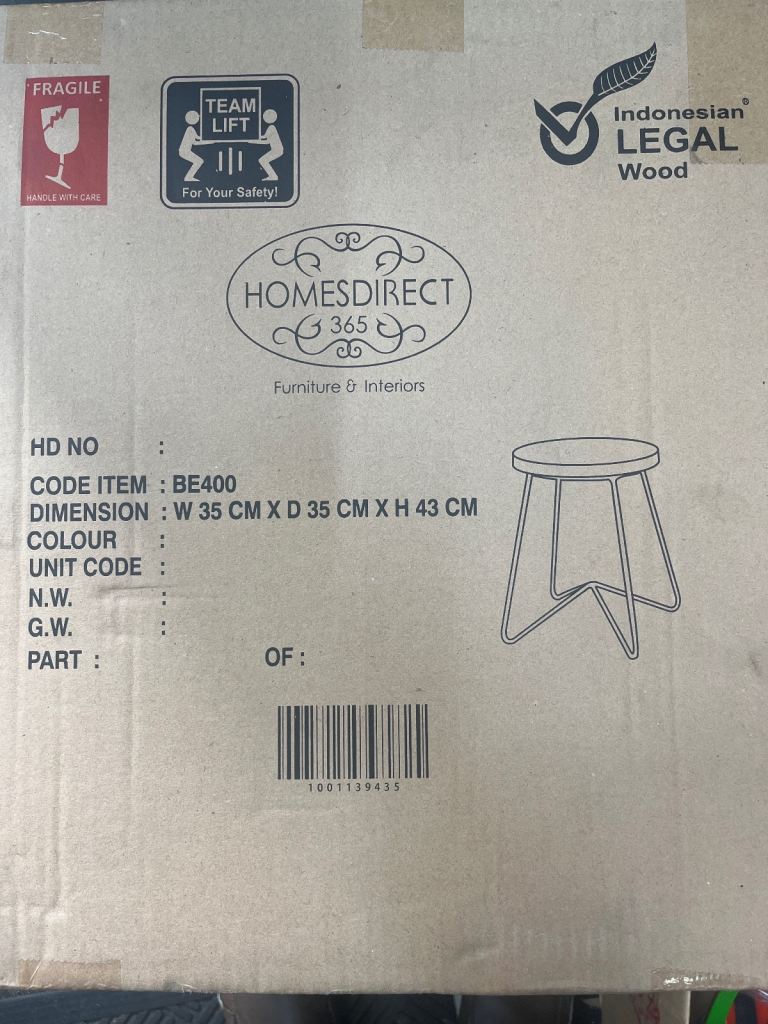 FRAGILE
HANDLE WITH CARE
TEAM
LIFT
For Your Safety!
Indonesian®
LEGAL
Wood
HOMESDIRECT
365
Furniture & Interiors
HD NO :
CODE ITEM : BE400
DIMENSION : W 35 CM X D 35 CM X H 43 CM
COLOUR :
UNIT CODE :
N.W. :
G.W. :
PART : OF :
1001139435